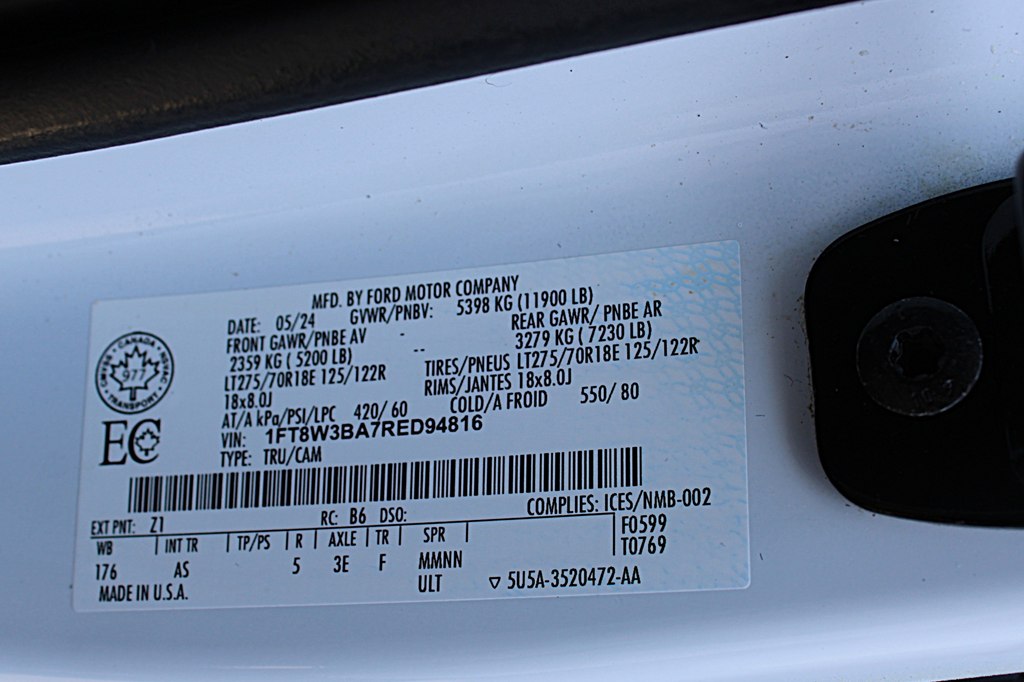 MFD. BY FORD MOTOR COMPANY
DATE: 05/24 GVWR/PNBV: 5398 KG (11900 LB)
FRONT GAWR/PNBE AV - REAR GAWR/ PNBE AR
2359 KG ( 5200 LB) -- 3279 KG ( 7230 LB)
LT275/70R18E 125/122R TIRES/PNEUS LT275/70R18E 125/122R
18x8.0J RIMS/JANTES 18x8.0J
AT/A kPa/PSI/LPC 420/ 60 COLD/A FROID 550/ 80
VIN: 1FT8W3BA7RED94816
TYPE: TRU/CAM
CANADA
977
TRANSPORT
EC
COMPLIES: ICES/NMB-002
EXT PNT: Z1 RC: B6 DSO:
WB INT TR TP/PS R AXLE TR SPR F0599
T0769
176 AS 5 3E F MMNN
ULT
MADE IN U.S.A. 5U5A-3520472-AA